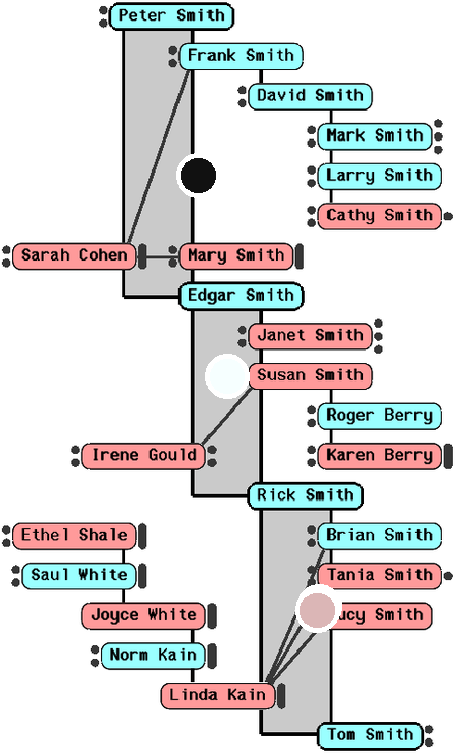 Peter Smith
Frank Smith
David Smith
Mark Smith
Larry Smith
Cathy Smith
Sarah Cohen
Mary Smith
Edgar Smith
Janet Smith
Susan Smith
Roger Berry
Irene Gould
Karen Berry
Rick Smith
Ethel Shale
Brian Smith
Saul White
Tania Smith
Joyce White
Smith
Norm Kain
Linda Kain
Tom Smith